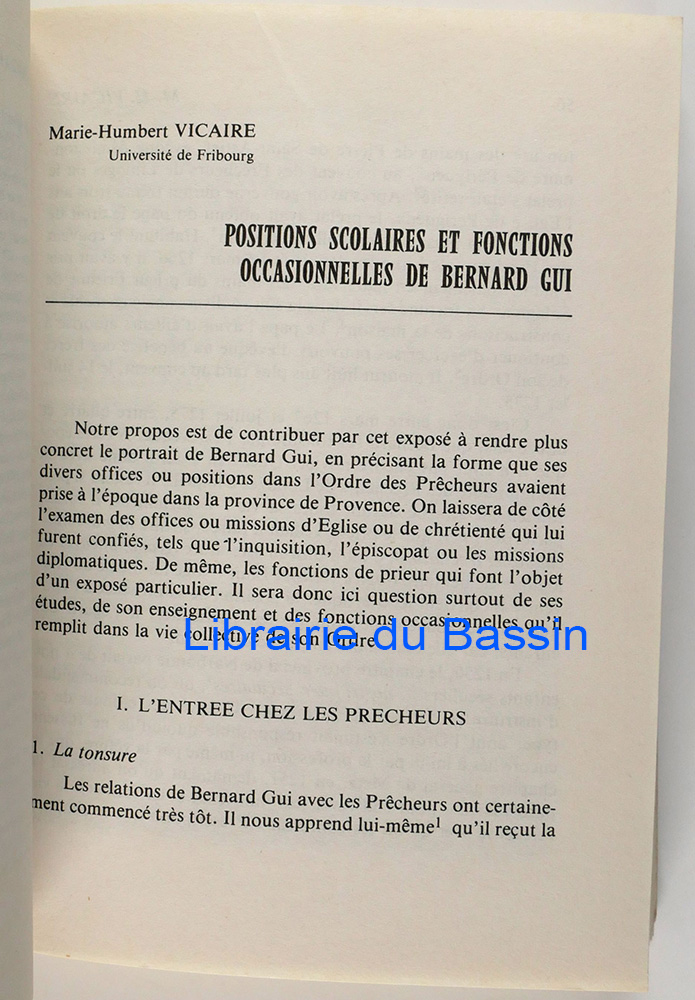 Marie-Humbert VICAIRE
Université de Fribourg
POSITIONS SCOLAIRES ET FONCTIONS
OCCASIONNELLES DE BERNARD GUI
Notre propos est de contribuer par cet exposé à rendre plus
concret le portrait de Bernard Gui, en précisant la forme que ses
divers offices ou positions dans l'Ordre des Prêcheurs avaient
prise à l'époque dans la province de Provence. On laissera de côté
l'examen des offices ou missions d'Eglise ou de chrétienté qui lui
furent confiés, tels que l'inquisition, l'épiscopat ou les missions
diplomatiques. De même, les fonctions de prieur qui font l'objet
d'un exposé particulier. Il sera donc ici question surtout de ses
études, de son enseignement et des fonctions occasionnelles qu'il
remplit dans la vie collective de son Ordre
Librairie du Bassin
I. L'ENTREE CHEZ LES PRECHEURS
1. La tonsure
Les relations de Bernard Gui avec les Prêcheurs ont certaine-
ment commencé très tôt. Il nous apprend lui-même1 qu'il reçut la